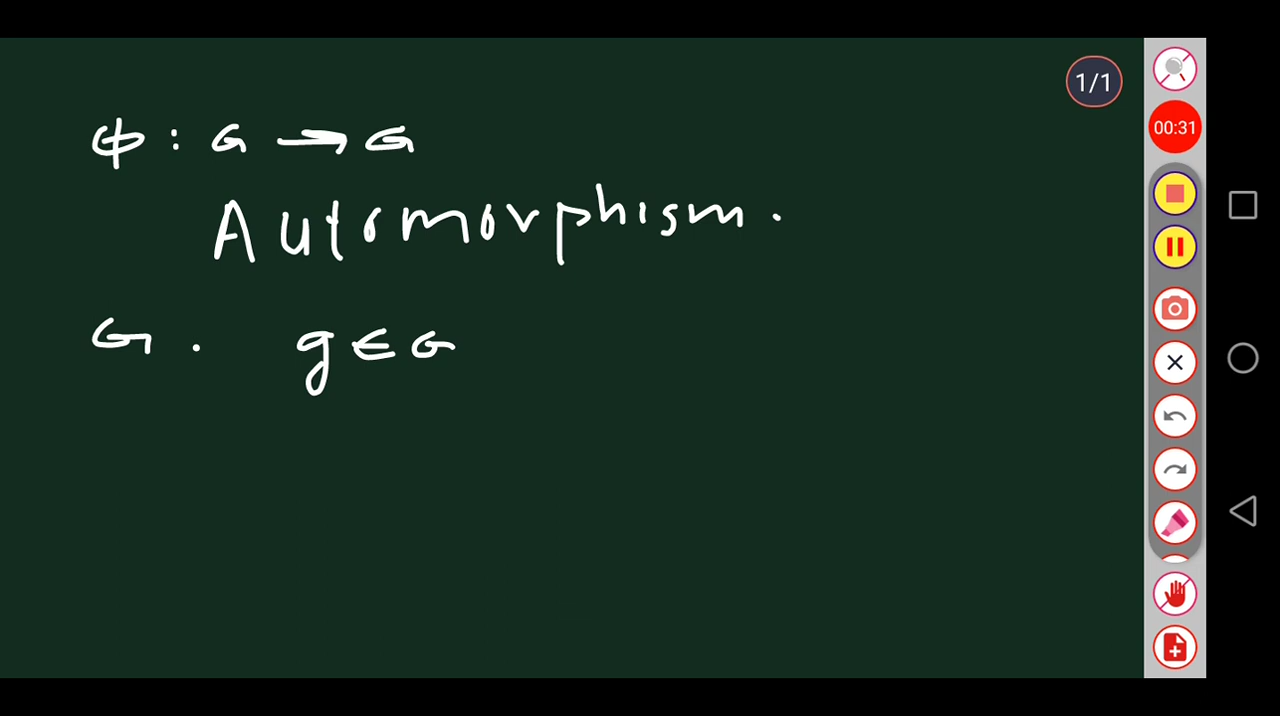 1/1
00:31
ϕ : G → G
Automorphism.
G . g ∈ G